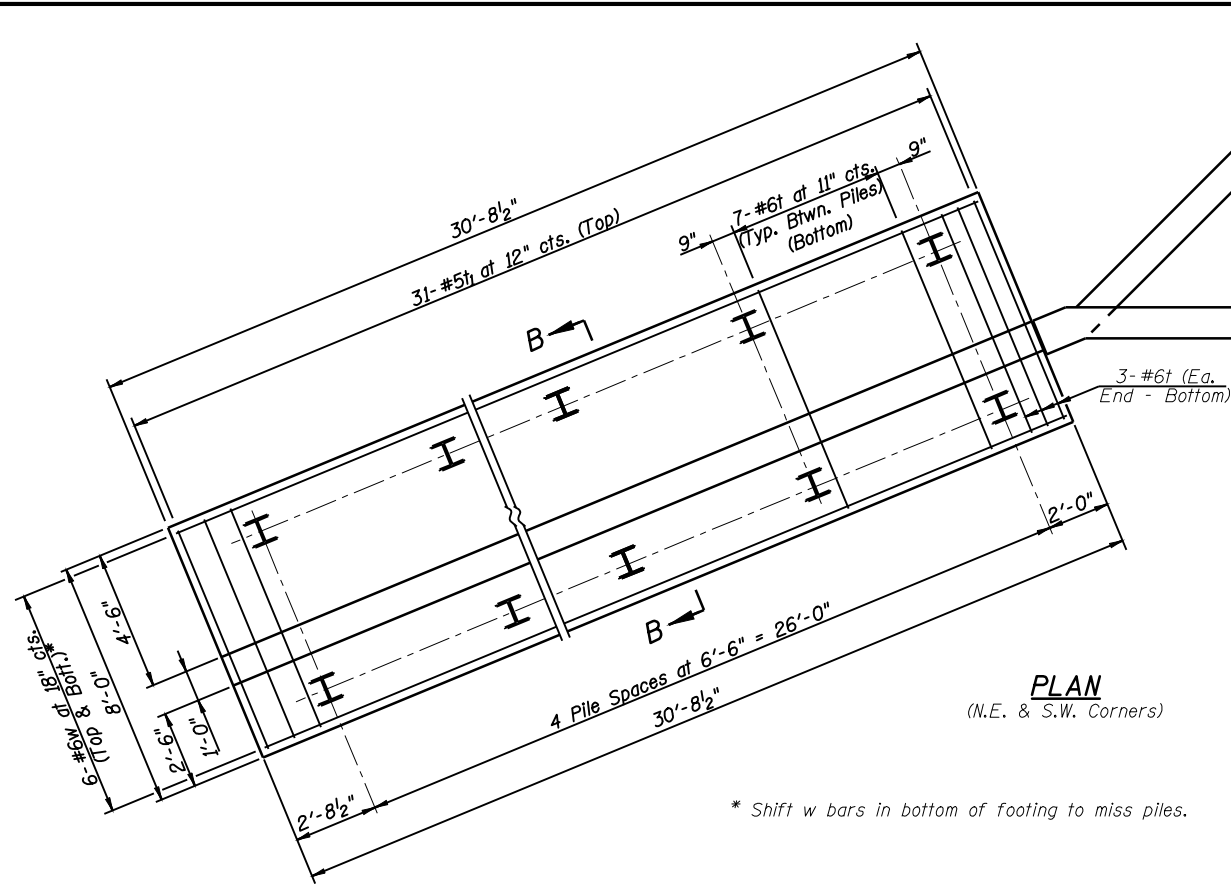 30'-8½"
31-#5t₁ at 12" cts. (Top)
9"
7-#6t at 11" cts.
(Typ. Btwn. Piles)
(Bottom)
9"
B
3-#6t (Ea.
End - Bottom)
6-#6w at 18" cts.
(Top & Bott.)*
8'-0"
4'-6"
2'-6"
1'-0"
B
2'-0"
4 Pile Spaces at 6'-6" = 26'-0"
30'-8½"
2'-8½"
PLAN
(N.E. & S.W. Corners)
* Shift w bars in bottom of footing to miss piles.